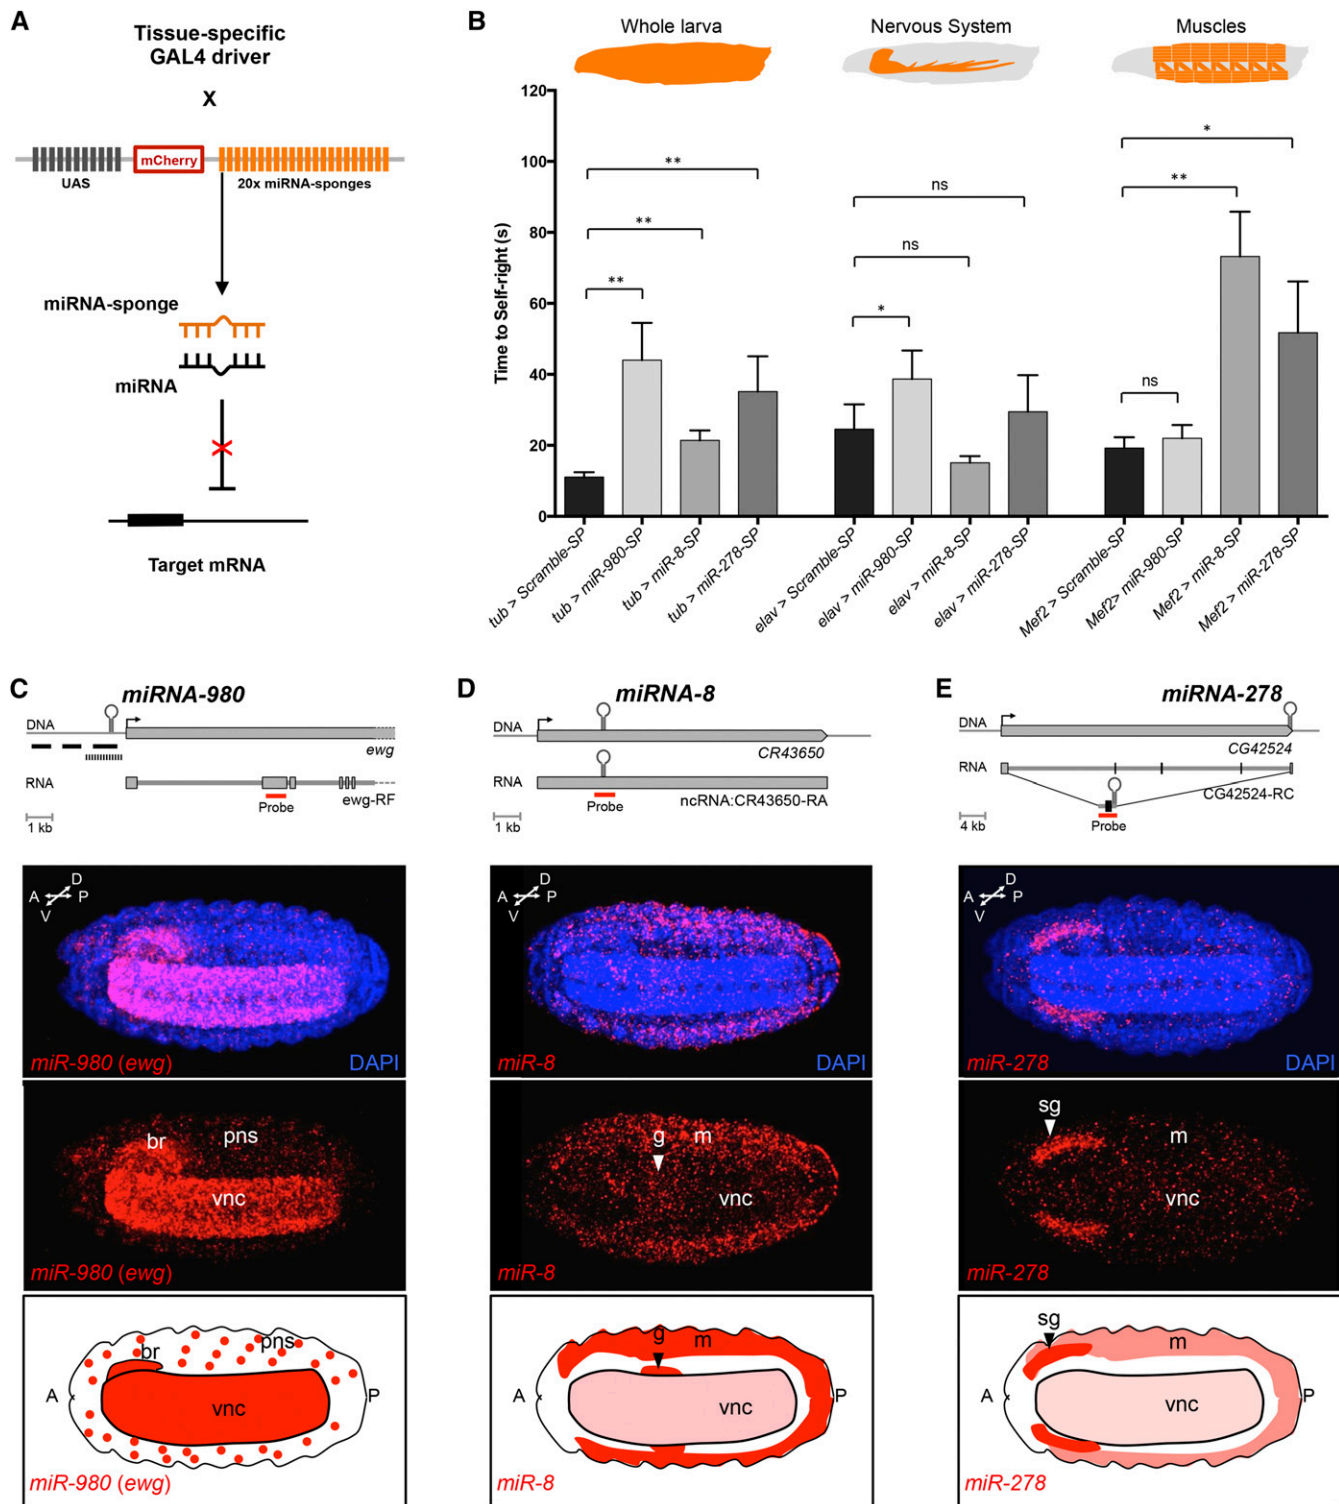 A
Tissue-specific
GAL4 driver
X
mCherry
UAS
20x miRNA-sponges
miRNA-sponge
miRNA
Target mRNA
B
Whole larva
Nervous System
Muscles
Time to Self-right (s)
120
100
80
60
40
20
0
**
**
**
ns
ns
*
*
**
ns
tub > Scramble-SP
tub > miR-980-SP
tub > miR-8-SP
tub > miR-278-SP
elav > Scramble-SP
elav > miR-980-SP
elav > miR-8-SP
elav > miR-278-SP
Mef2 > Scramble-SP
Mef2> miR-980-SP
Mef2 > miR-8-SP
Mef2 > miR-278-SP
C
miRNA-980
DNA
ewg
RNA
ewg-RF
Probe
1 kb
A D P V
miR-980 (ewg)
DAPI
br
pns
vnc
miR-980 (ewg)
br
pns
A
vnc
P
miR-980 (ewg)
D
miRNA-8
DNA
CR43650
RNA
Probe
ncRNA:CR43650-RA
1 kb
A D P V
miR-8
DAPI
g
m
vnc
miR-8
g
m
A
vnc
P
miR-8
E
miRNA-278
DNA
CG42524
RNA
CG42524-RC
Probe
4 kb
A D P V
miR-278
DAPI
sg
m
vnc
miR-278
sg
m
A
vnc
P
miR-278